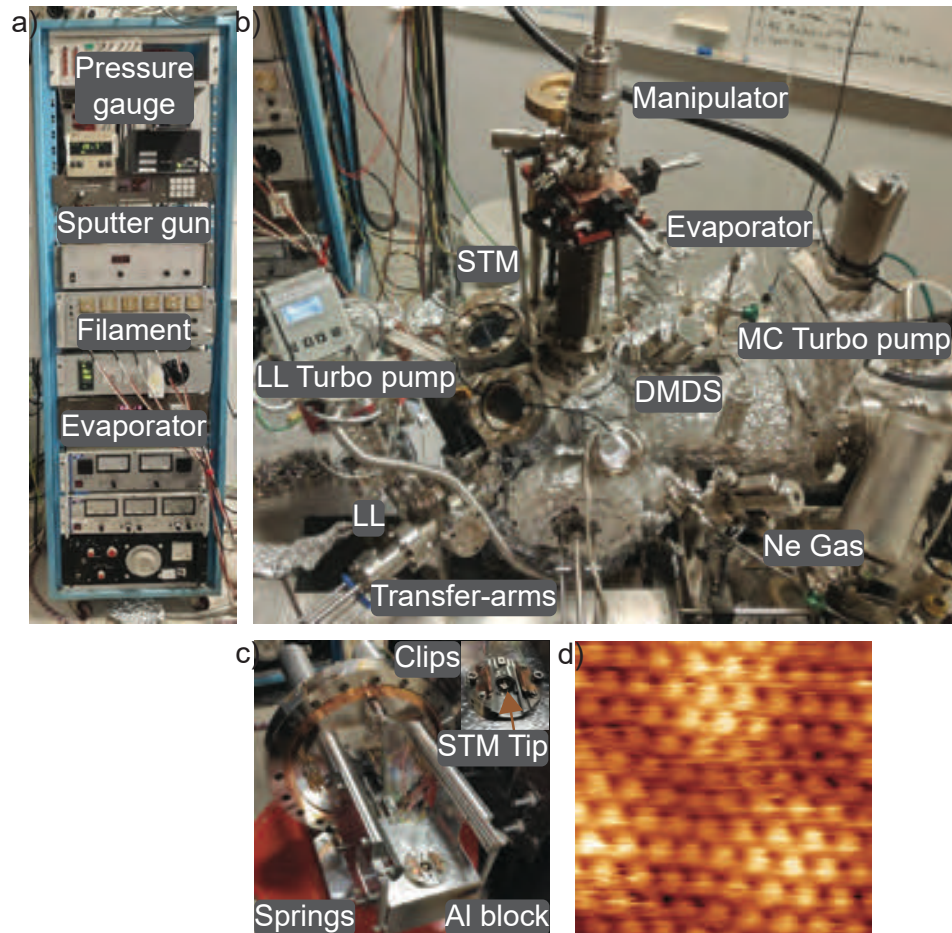 a)
Pressure
gauge
Sputter gun
Filament
Evaporator
b)
Manipulator
Evaporator
STM
MC Turbo pump
LL Turbo pump
DMDS
LL
Ne Gas
Transfer-arms
c)
Clips
STM Tip
Springs
Al block
d)